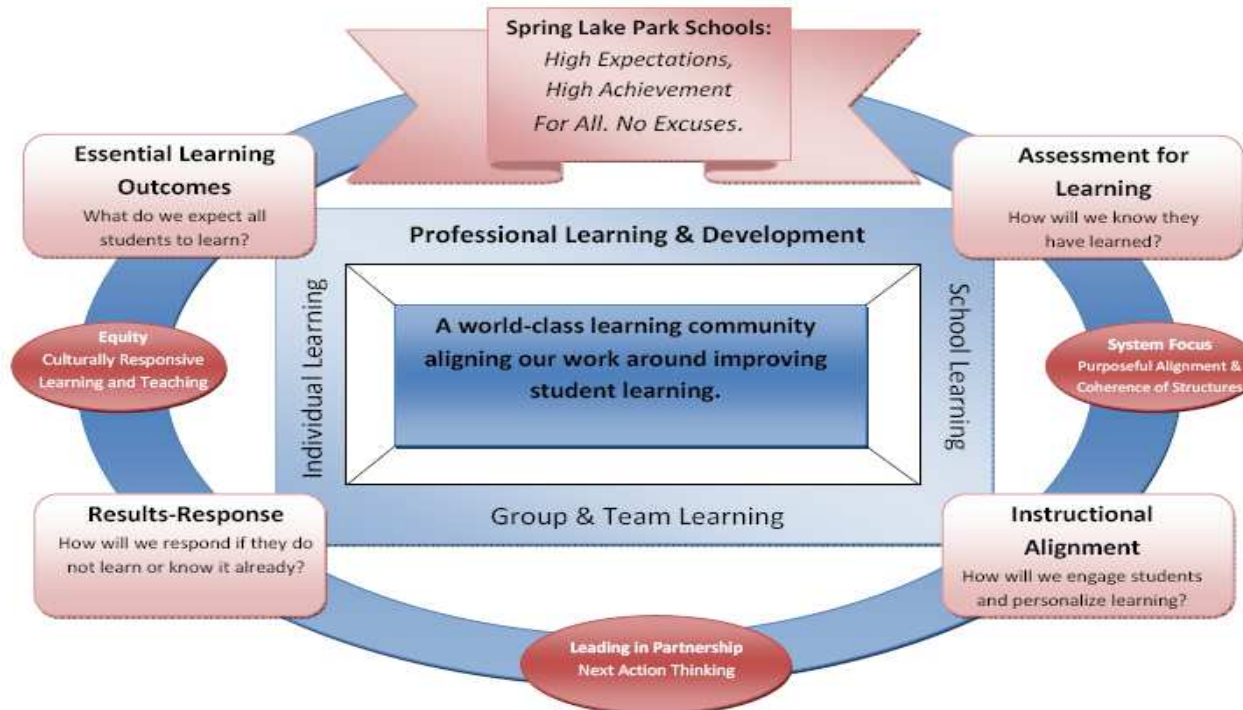 Spring Lake Park Schools:
High Expectations,
High Achievement
For All. No Excuses.
Essential Learning
Outcomes
What do we expect all
students to learn?
Assessment for
Learning
How will we know they
have learned?
Professional Learning & Development
Individual Learning
School Learning
A world-class learning community
aligning our work around improving
student learning.
Equity
Culturally Responsive
Learning and Teaching
System Focus
Purposeful Alignment &
Coherence of Structures
Group & Team Learning
Results-Response
How will we respond if they do
not learn or know it already?
Instructional
Alignment
How will we engage students
and personalize learning?
Leading in Partnership
Next Action Thinking